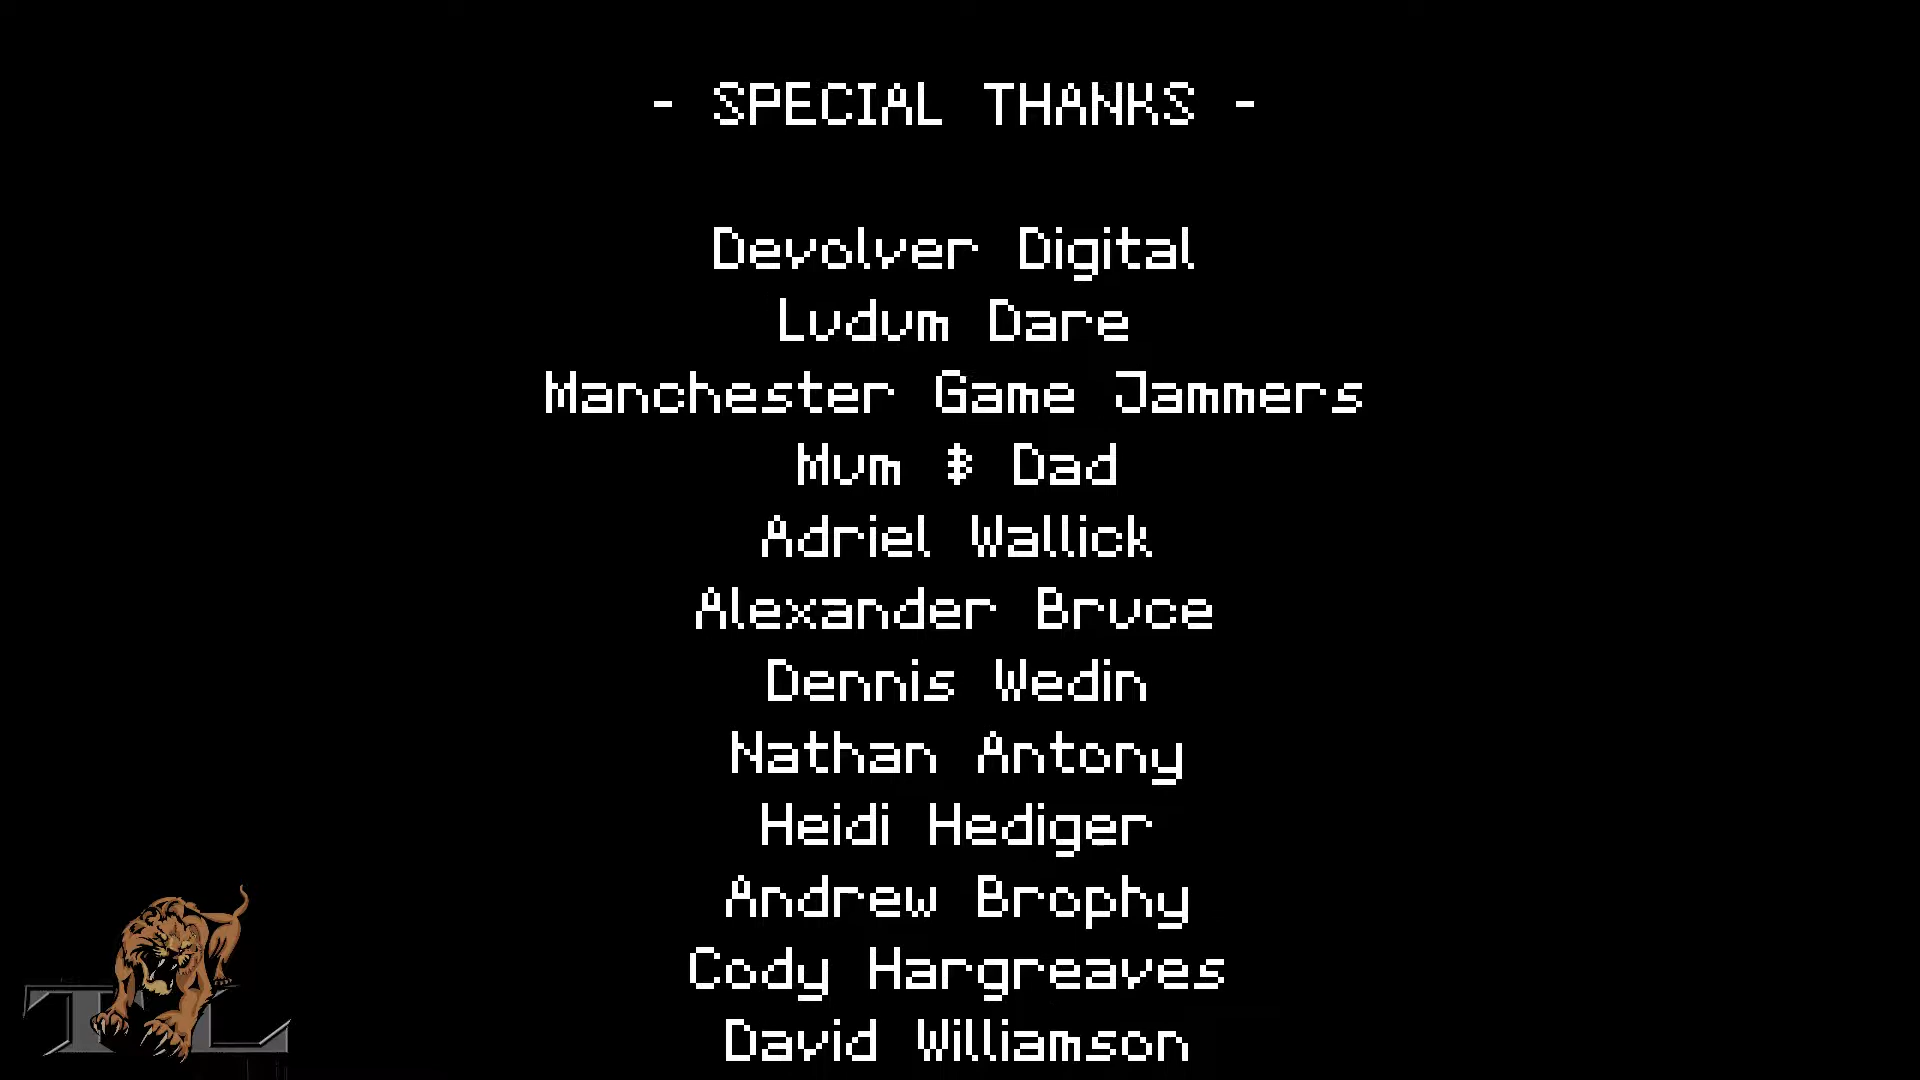 - SPECIAL THANKS -
Devolver Digital
Ludum Dare
Manchester Game Jammers
Mum & Dad
Adriel Wallick
Alexander Bruce
Dennis Wedin
Nathan Antony
Heidi Hediger
Andrew Brophy
Cody Hargreaves
David Williamson
TL